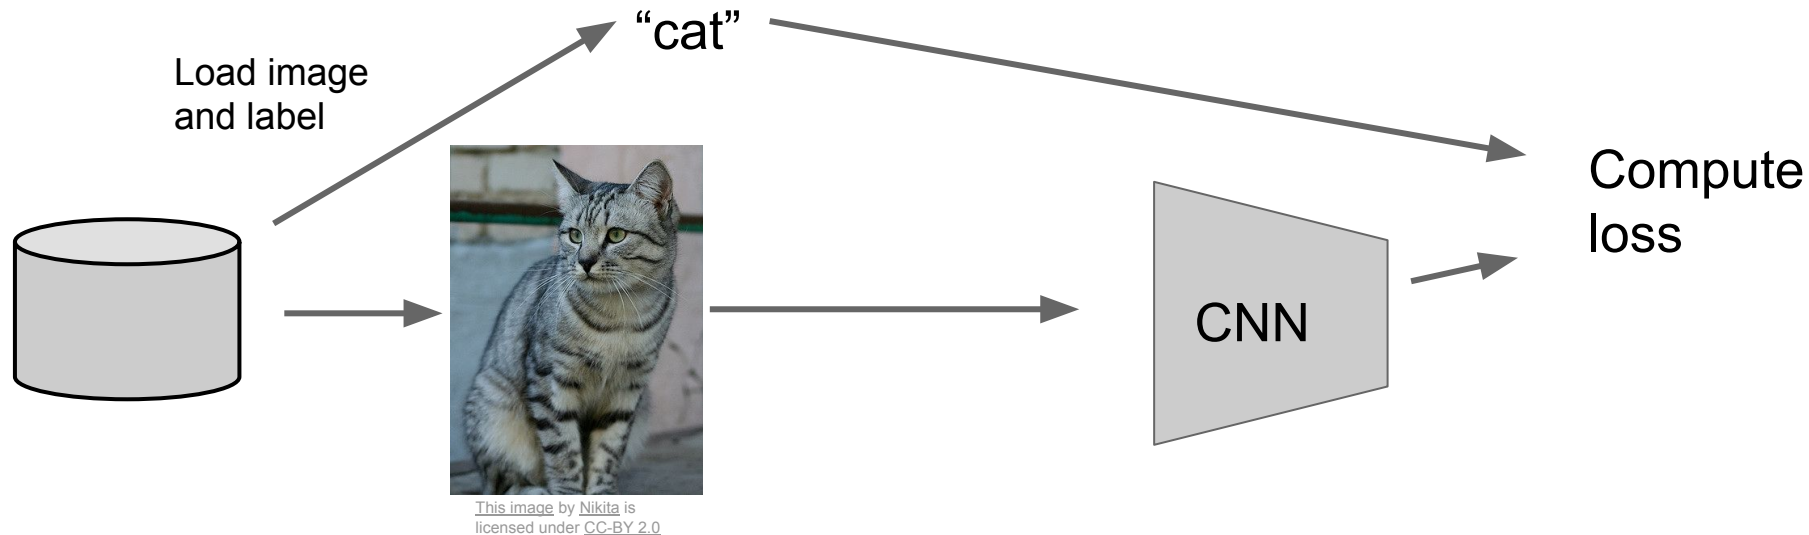 “cat”
Load image
and label
Compute
loss
CNN
This image by Nikita is
licensed under CC-BY 2.0